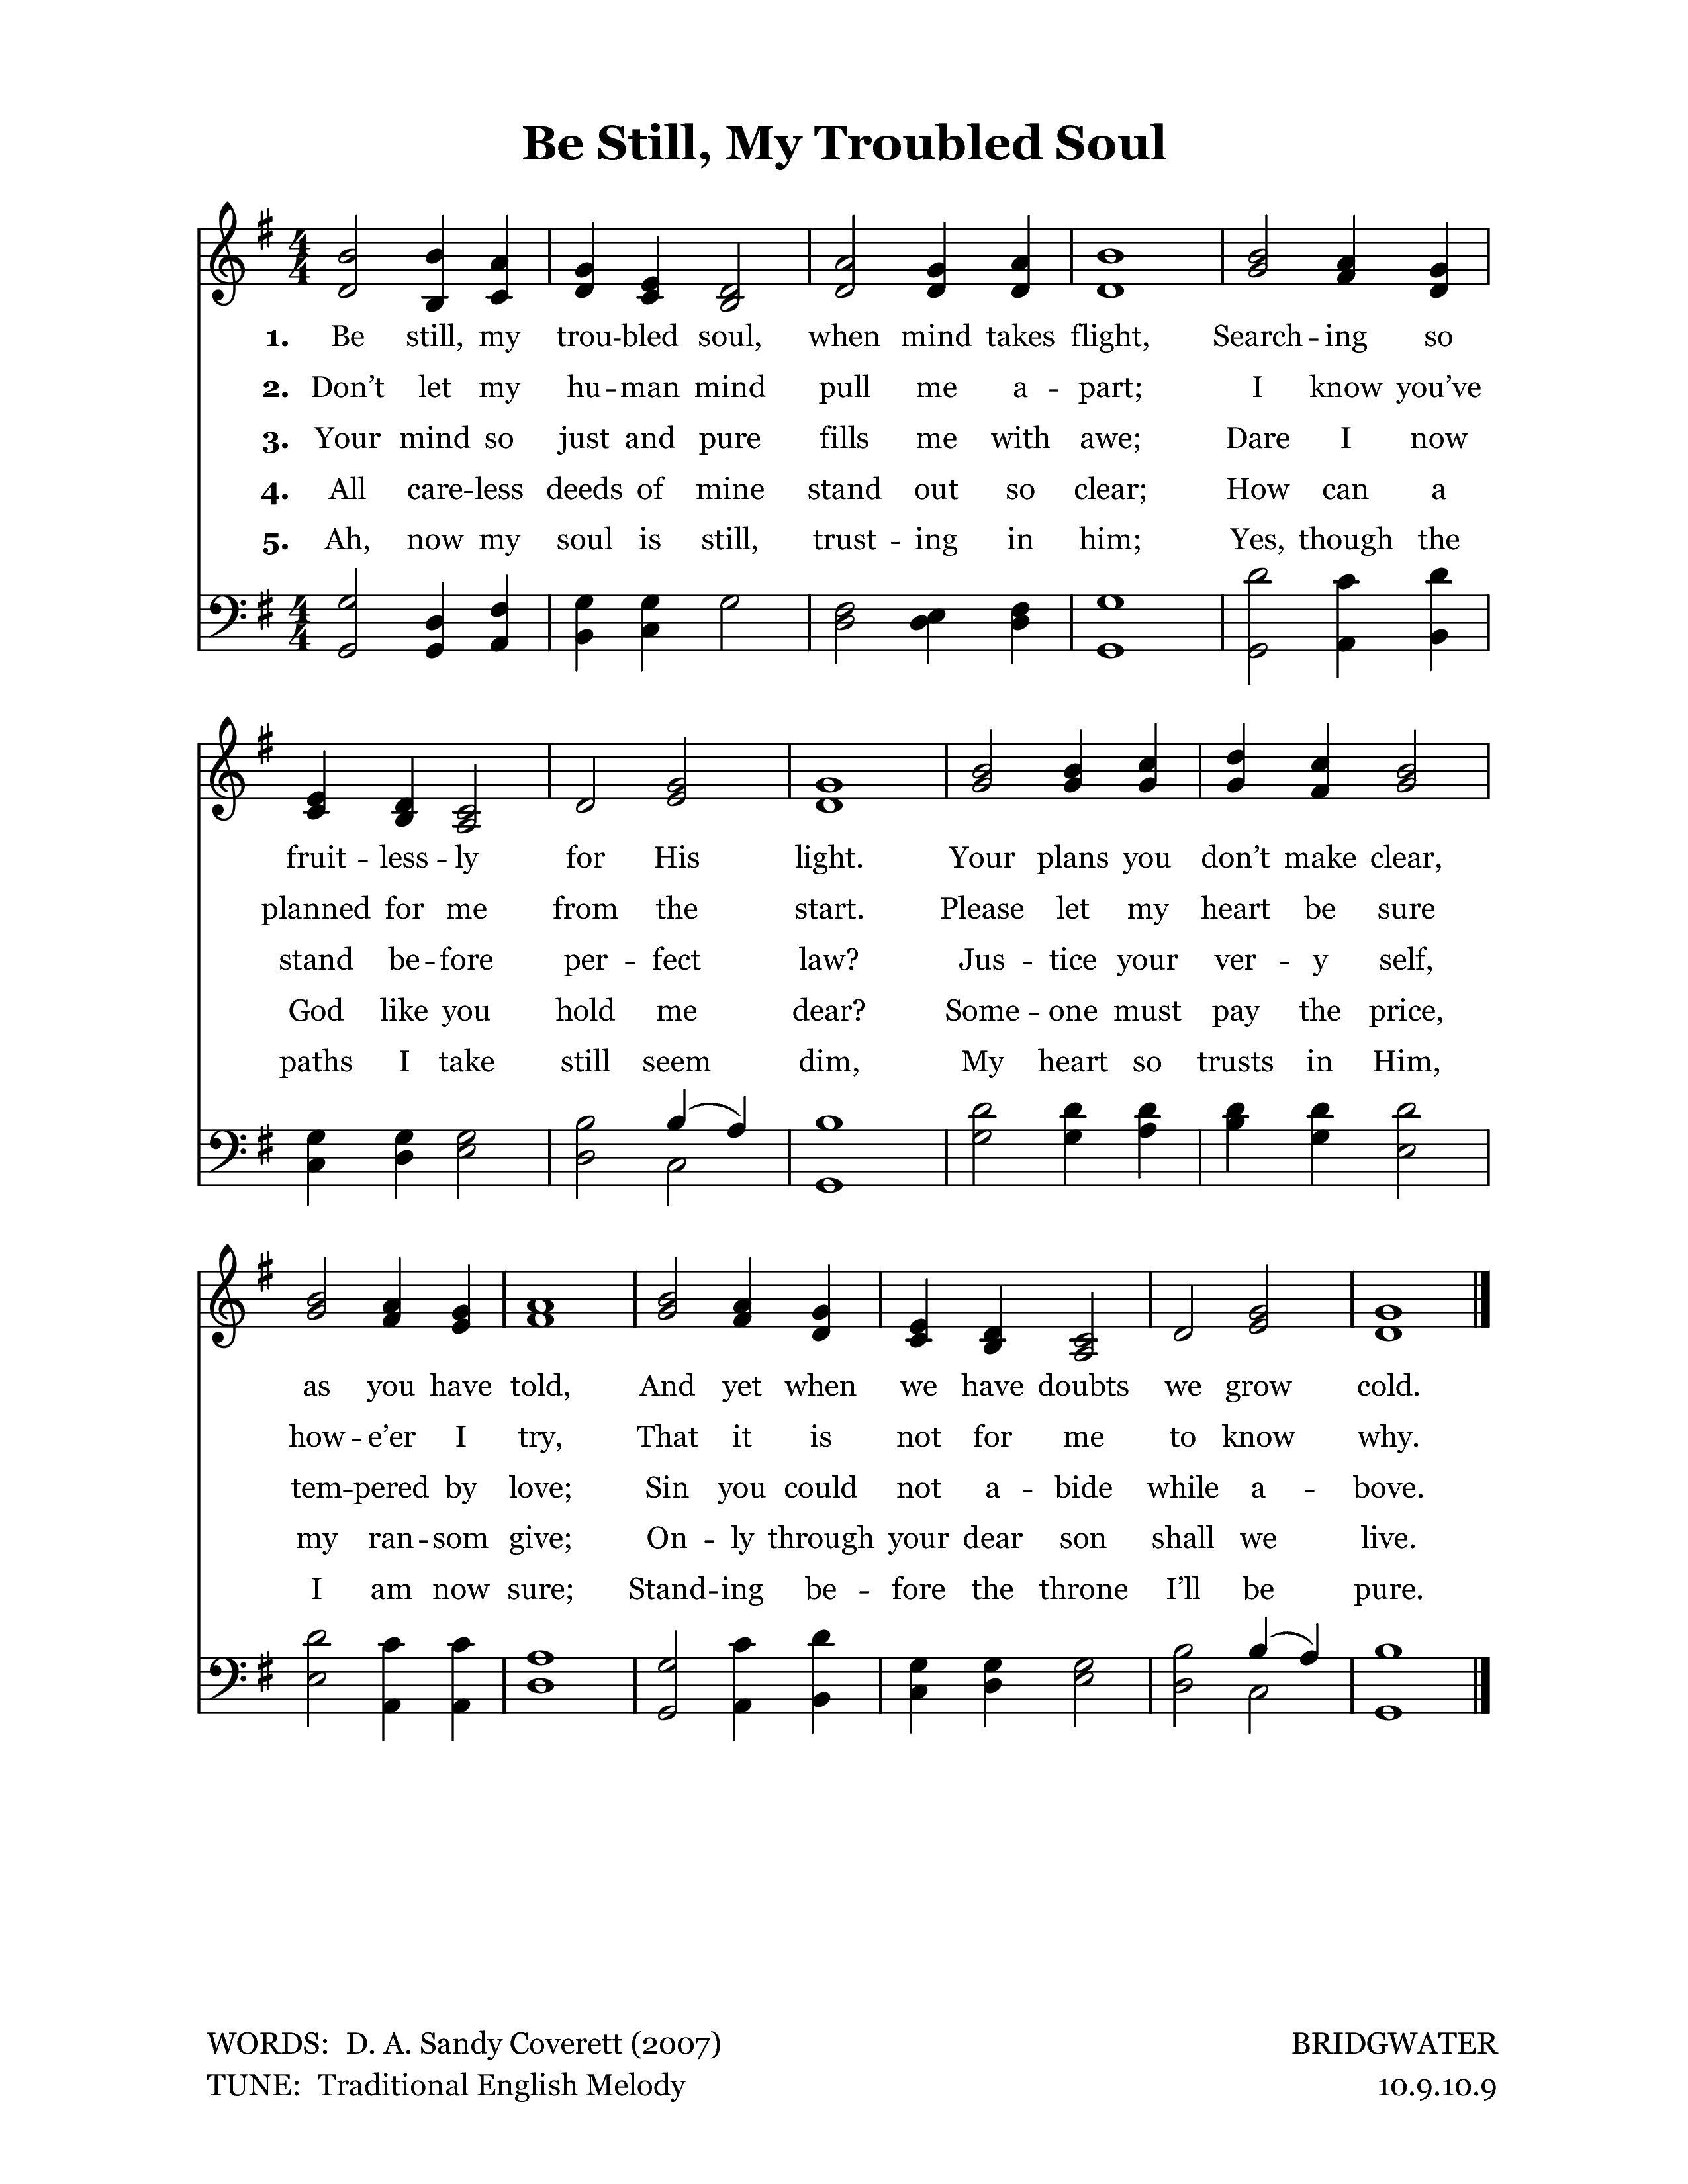 Be Still, My Troubled Soul
1. Be still, my trou -- bled soul, when mind takes flight, Search -- ing so
2. Don’t let my hu -- man mind pull me a -- part; I know you’ve
3. Your mind so just and pure fills me with awe; Dare I now
4. All care -- less deeds of mine stand out so clear; How can a
5. Ah, now my soul is still, trust -- ing in him; Yes, though the
fruit -- less -- ly for His light. Your plans you don’t make clear,
planned for me from the start. Please let my heart be sure
stand be -- fore per -- fect law? Jus -- tice your ver -- y self,
God like you hold me dear? Some -- one must pay the price,
paths I take still seem dim, My heart so trusts in Him,
as you have told, And yet when we have doubts we grow cold.
how -- e’er I try, That it is not for me to know why.
tem -- pered by love; Sin you could not a -- bide while a -- bove.
my ran -- som give; On -- ly through your dear son shall we live.
I am now sure; Stand -- ing be -- fore the throne I’ll be pure.
WORDS: D. A. Sandy Coverett (2007) BRIDGWATER
TUNE: Traditional English Melody 10.9.10.9